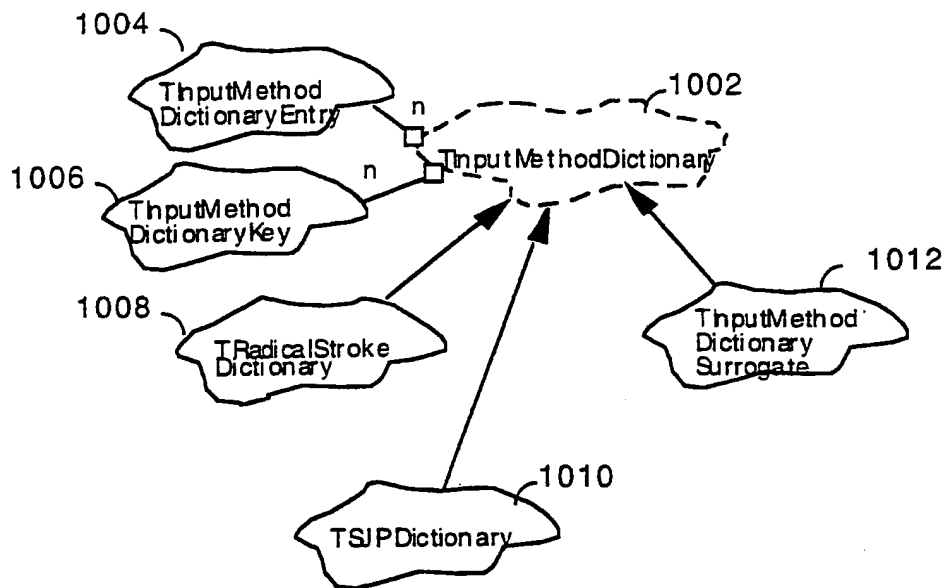 1004
TInputMethod
DictionaryEntry
n
1002
TInputMethodDictionary
1006
n
TInputMethod
DictionaryKey
1008
TRadicalStroke
Dictionary
1012
TInputMethod
Dictionary
Surrogate
1010
TSJPDictionary